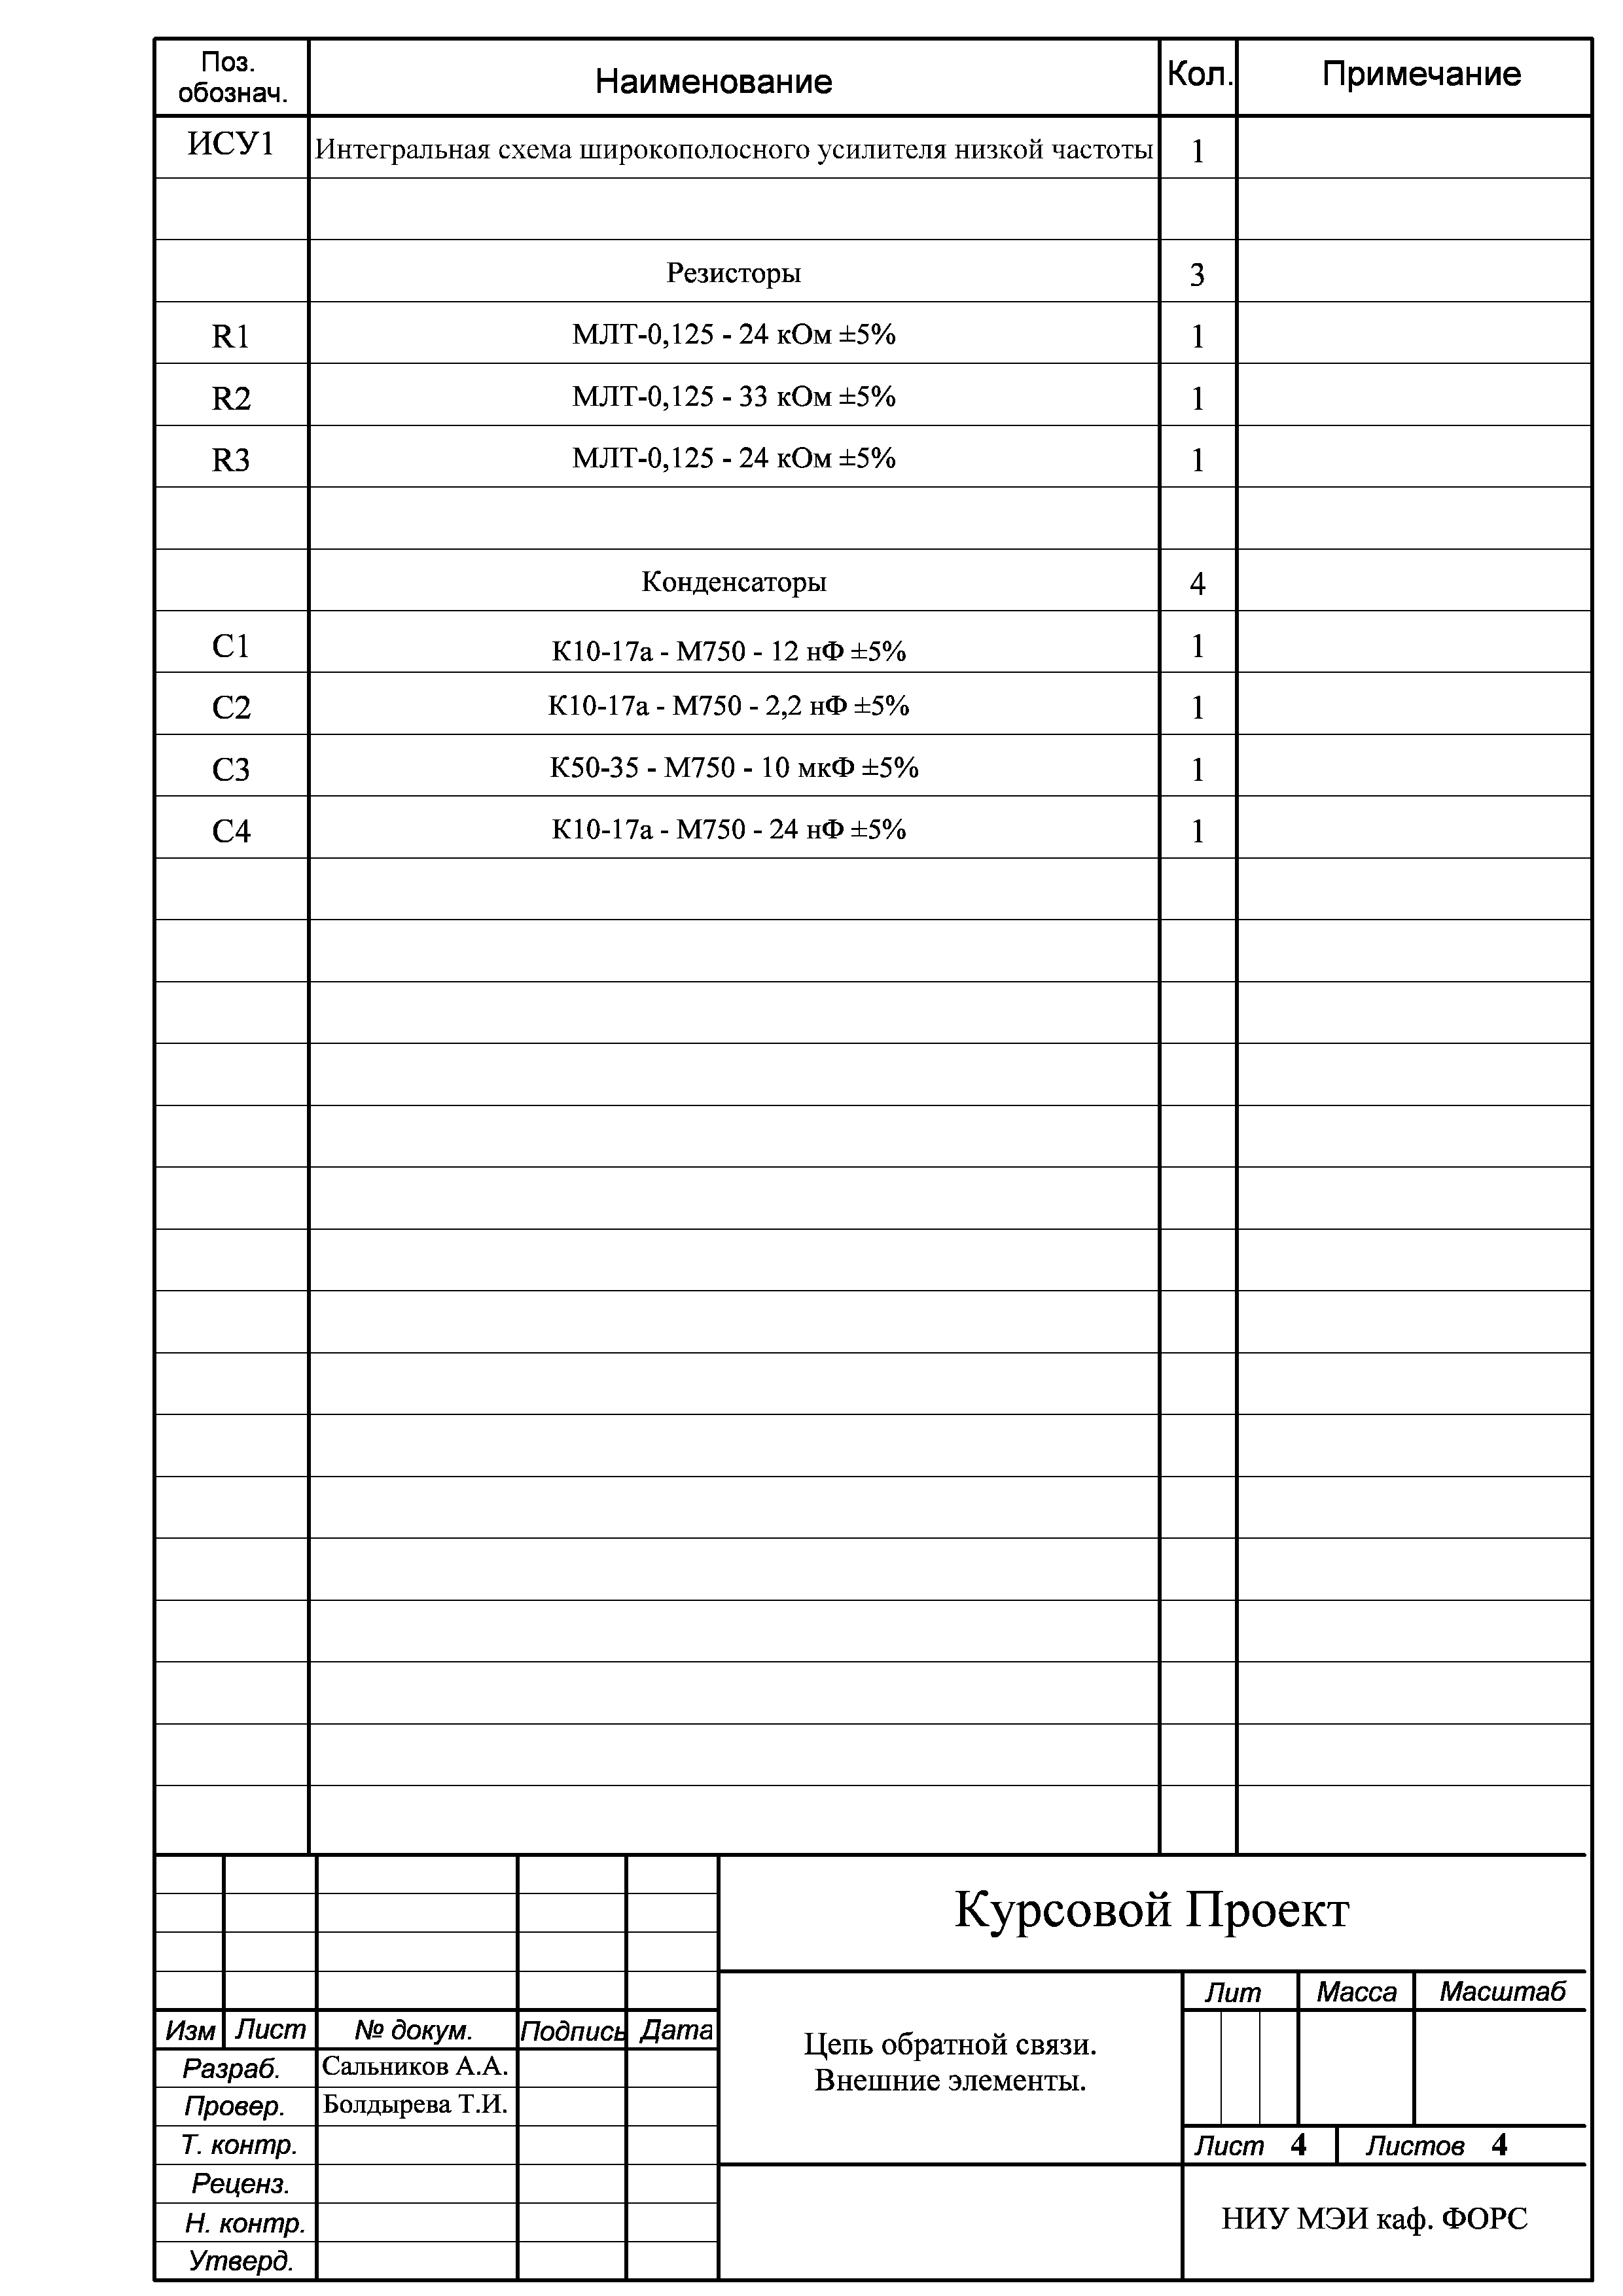 Поз. обознач. Наименование Кол. Примечание
ИСУ1 Интегральная схема широкополосного усилителя низкой частоты 1
Резисторы 3
R1 МЛТ-0,125 - 24 кОм ±5% 1
R2 МЛТ-0,125 - 33 кОм ±5% 1
R3 МЛТ-0,125 - 24 кОм ±5% 1
Конденсаторы 4
C1 К10-17а - М750 - 12 нФ ±5% 1
C2 К10-17а - М750 - 2,2 нФ ±5% 1
C3 К50-35 - М750 - 10 мкФ ±5% 1
C4 К10-17а - М750 - 24 нФ ±5% 1
Курсовой Проект
Лит Масса Масштаб
Изм Лист № докум. Подпись Дата
Цепь обратной связи.
Внешние элементы.
Разраб. Сальников А.А.
Провер. Болдырева Т.И.
Т. контр.
Лист 4 Листов 4
Реценз.
Н. контр.
НИУ МЭИ каф. ФОРС
Утверд.